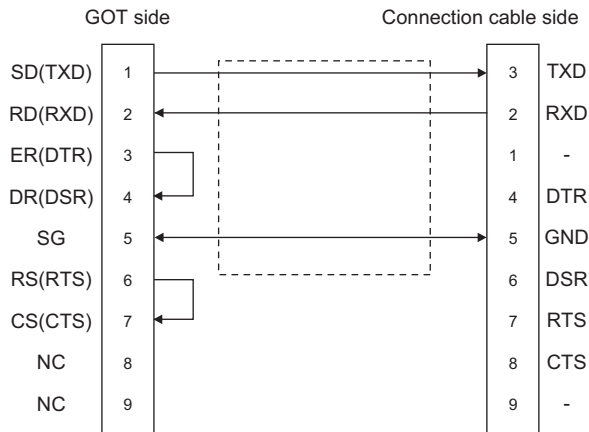 GOT side Connection cable side
SD(TXD) 1 3 TXD
RD(RXD) 2 2 RXD
ER(DTR) 3 1 -
DR(DSR) 4 4 DTR
SG 5 5 GND
RS(RTS) 6 6 DSR
CS(CTS) 7 7 RTS
NC 8 8 CTS
NC 9 9 -